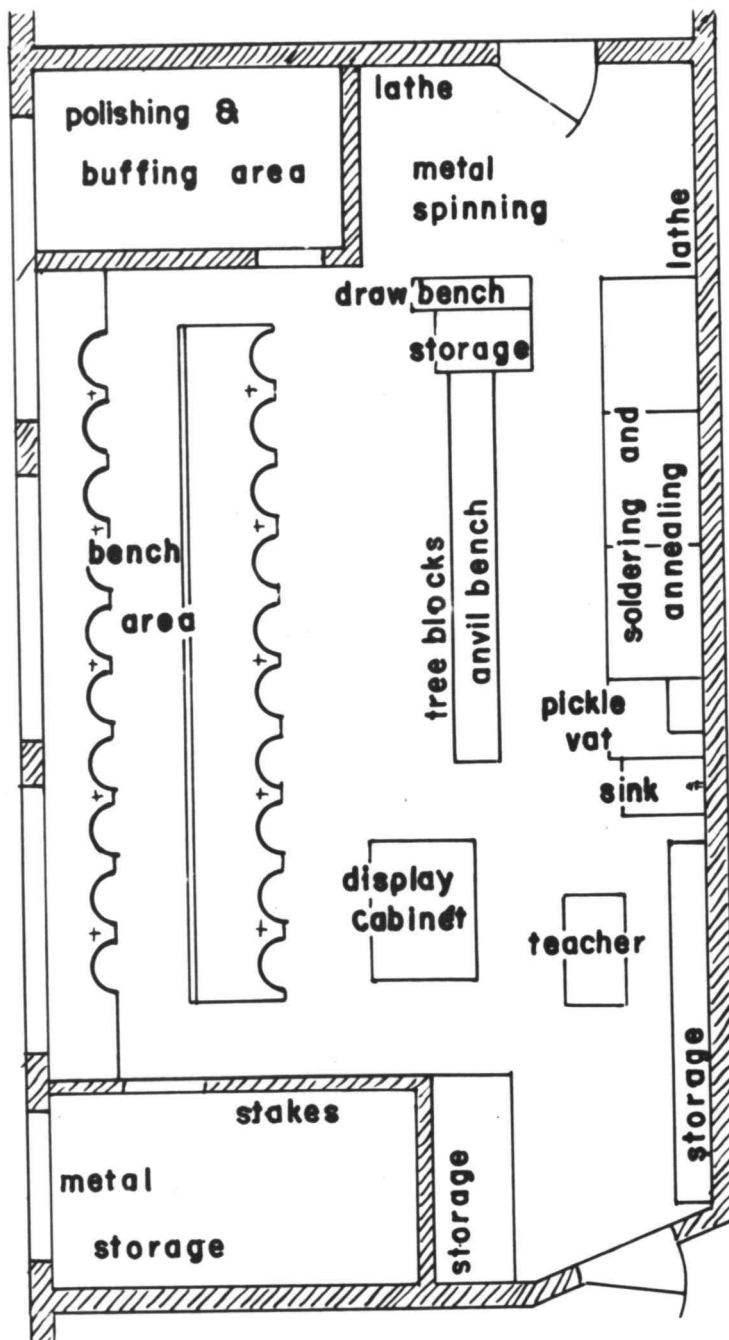 polishing &
buffing area
lathe
metal
spinning
lathe
draw bench
storage
bench
area
tree blocks
anvil bench
soldering and
annealing
pickle
vat
sink
display
cabinet
teacher
storage
stakes
metal
storage
storage